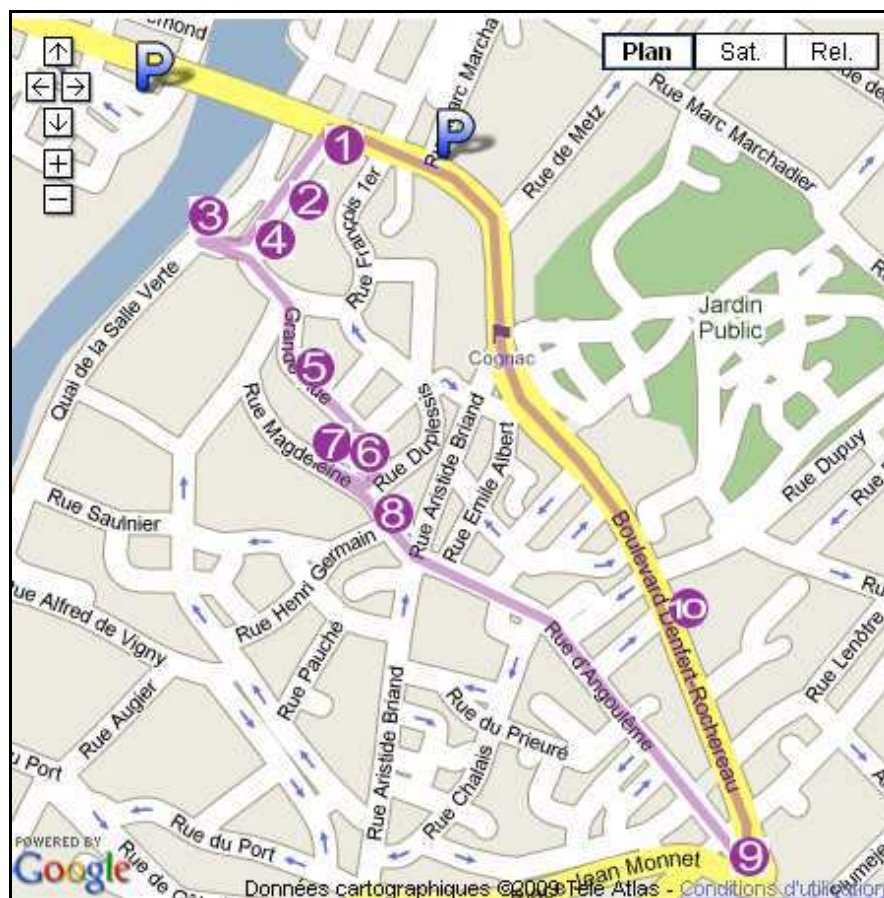 Plan
Sat.
Rel.
P
P
Rue Marc Marchadier
Rue de Metz
1
2
3
4
Rue François 1er
Jardin
Public
Cognac
Quai de la Salle Verte
5
7
6
Rue Magdeleine
Rue Duplessis
Rue Aristide Briand
Rue Emile Albert
Rue Dupuy
8
Rue Saulnier
Rue Henri Germain
Boulevard Denfert-Rochereau
10
Rue Alfred de Vigny
Rue Pauche
Rue d'Angoulême
Rue Lenôtre
Rue Augier
Rue Aristide Briand
Rue du Prieuré
Rue Chalais
du Port
Rue du Port
9
Jean Monnet
POWERED BY
Google
Données cartographiques ©2009 Télé Atlas - Conditions d'utilisation